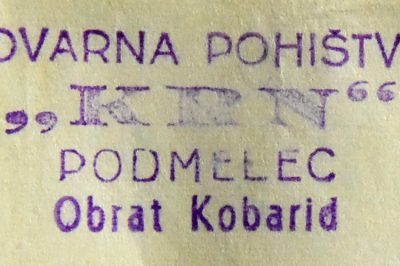 OVARNA POHIŠTV
„KRN“
PODMELEC
Obrat Kobarid